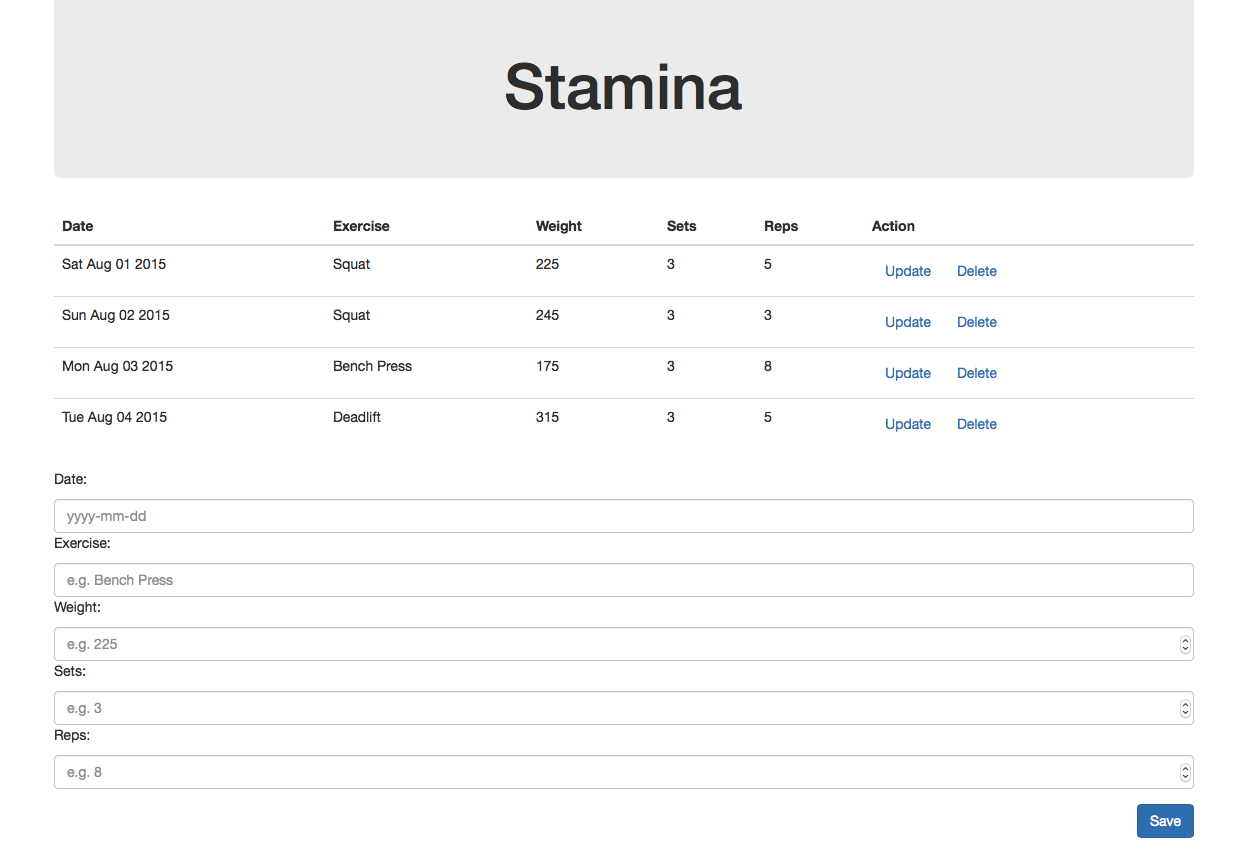 Stamina
Date Exercise Weight Sets Reps Action
Sat Aug 01 2015 Squat 225 3 5 Update Delete
Sun Aug 02 2015 Squat 245 3 3 Update Delete
Mon Aug 03 2015 Bench Press 175 3 8 Update Delete
Tue Aug 04 2015 Deadlift 315 3 5 Update Delete
Date:
yyyy-mm-dd
Exercise:
e.g. Bench Press
Weight:
e.g. 225
Sets:
e.g. 3
Reps:
e.g. 8
Save